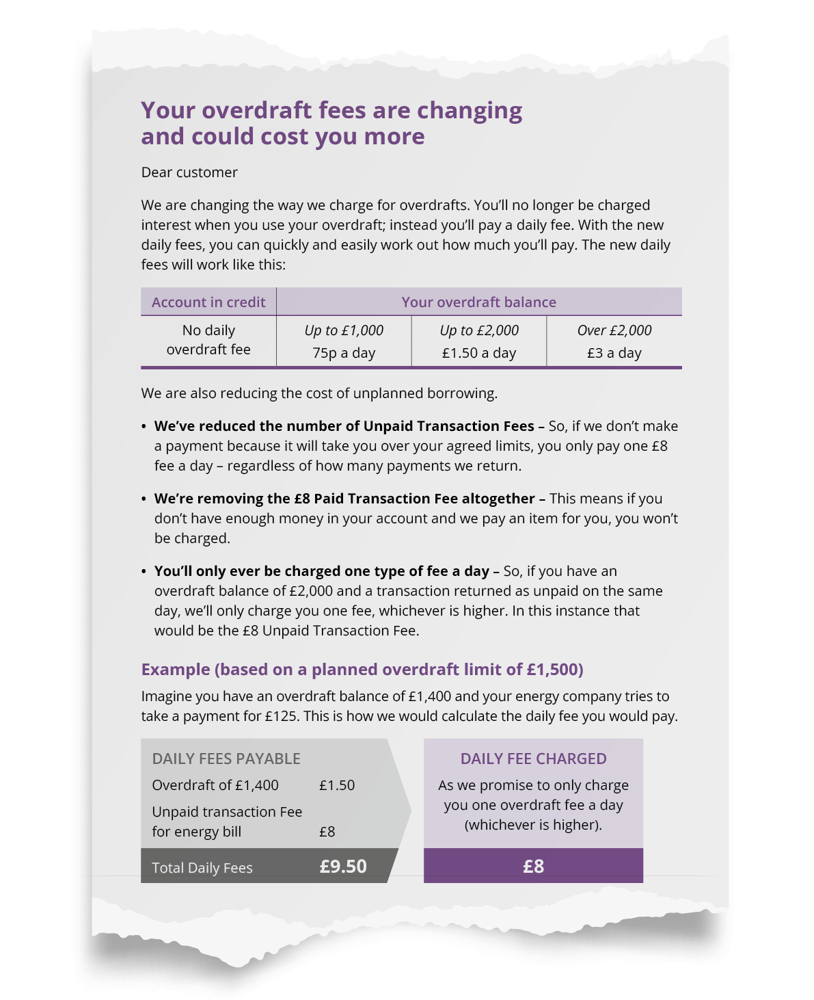 Your overdraft fees are changing
and could cost you more
Dear customer
We are changing the way we charge for overdrafts. You’ll no longer be charged
interest when you use your overdraft; instead you’ll pay a daily fee. With the new
daily fees, you can quickly and easily work out how much you’ll pay. The new daily
fees will work like this:
Account in credit
Your overdraft balance
No daily
overdraft fee
Up to £1,000
75p a day
Up to £2,000
£1.50 a day
Over £2,000
£3 a day
We are also reducing the cost of unplanned borrowing.
• We’ve reduced the number of Unpaid Transaction Fees – So, if we don’t make
a payment because it will take you over your agreed limits, you only pay one £8
fee a day – regardless of how many payments we return.
• We’re removing the £8 Paid Transaction Fee altogether – This means if you
don’t have enough money in your account and we pay an item for you, you won’t
be charged.
• You’ll only ever be charged one type of fee a day – So, if you have an
overdraft balance of £2,000 and a transaction returned as unpaid on the same
day, we’ll only charge you one fee, whichever is higher. In this instance that
would be the £8 Unpaid Transaction Fee.
Example (based on a planned overdraft limit of £1,500)
Imagine you have an overdraft balance of £1,400 and your energy company tries to
take a payment for £125. This is how we would calculate the daily fee you would pay.
DAILY FEES PAYABLE
Overdraft of £1,400 £1.50
Unpaid transaction Fee
for energy bill £8
Total Daily Fees £9.50
DAILY FEE CHARGED
As we promise to only charge
you one overdraft fee a day
(whichever is higher).
£8